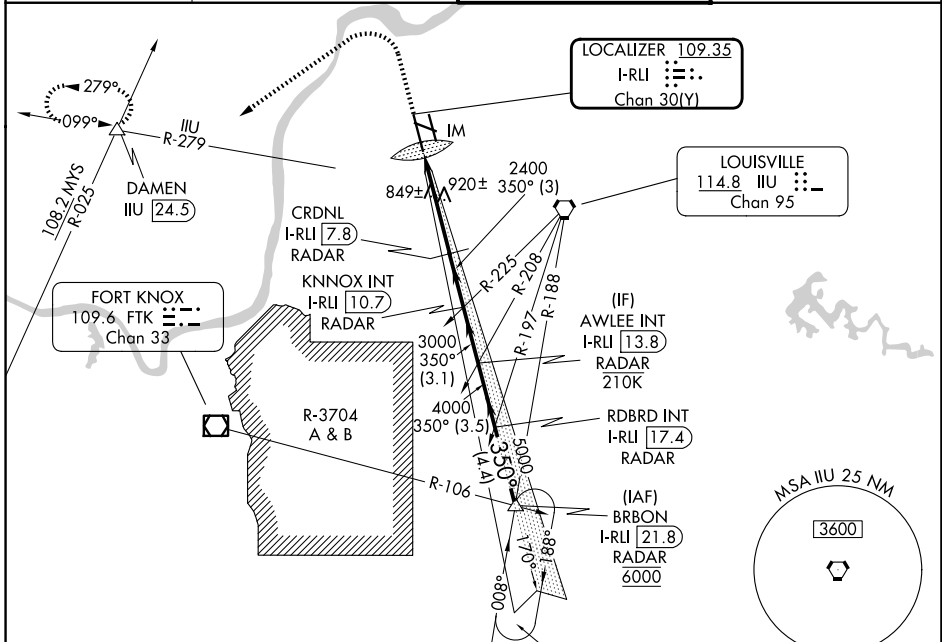 LOCALIZER 109.35
I-RLI
Chan 30(Y)
279°
099°
IIU
R-279
IM
DAMEN
IIU 24.5
108.2 MYS
R-025
849±
920±
2400
350° (3)
LOUISVILLE
114.8 IIU
Chan 95
CRDNL
I-RLI 7.8
RADAR
KNNOX INT
I-RLI 10.7
RADAR
R-225
R-208
R-197
R-188
FORT KNOX
109.6 FTK
Chan 33
(IF)
AWLEE INT
I-RLI 13.8
RADAR
210K
3000
350°
(3.1)
4000
350° (3.5)
R-3704
A & B
RDBRD INT
I-RLI 17.4
RADAR
350°
5000
(4.4)
R-106
(IAF)
BRBON
I-RLI 21.8
RADAR
6000
170°
188°
008°
MSA IIU 25 NM
3600